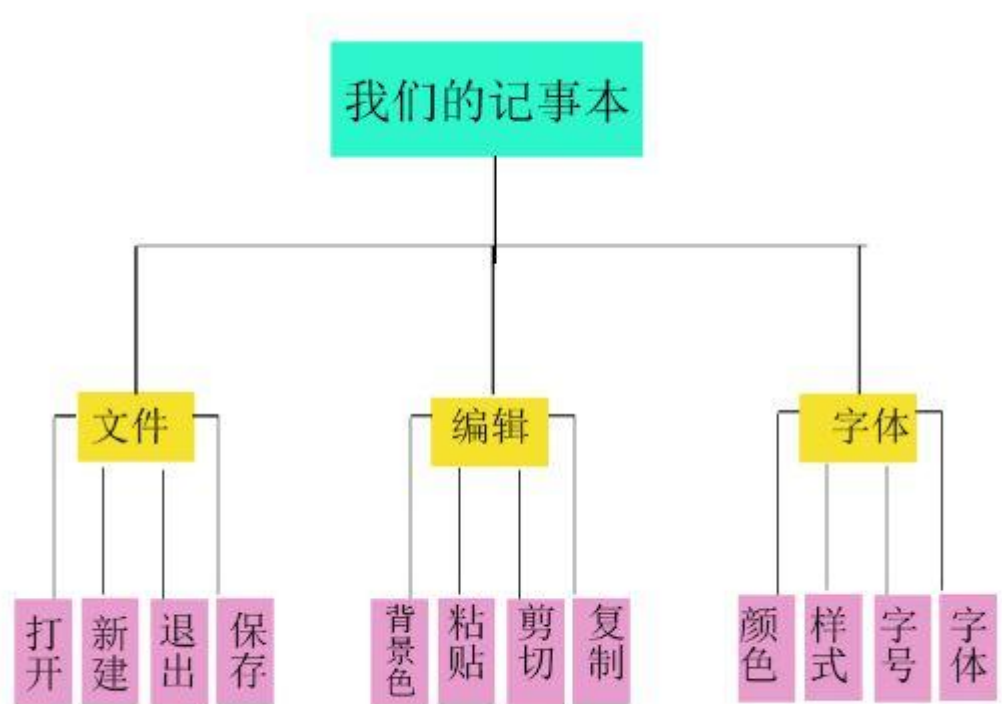 我们的记事本
文件
编辑
字体
打开
新建
退出
保存
背景色
粘贴
剪切
复制
颜色
样式
字号
字体